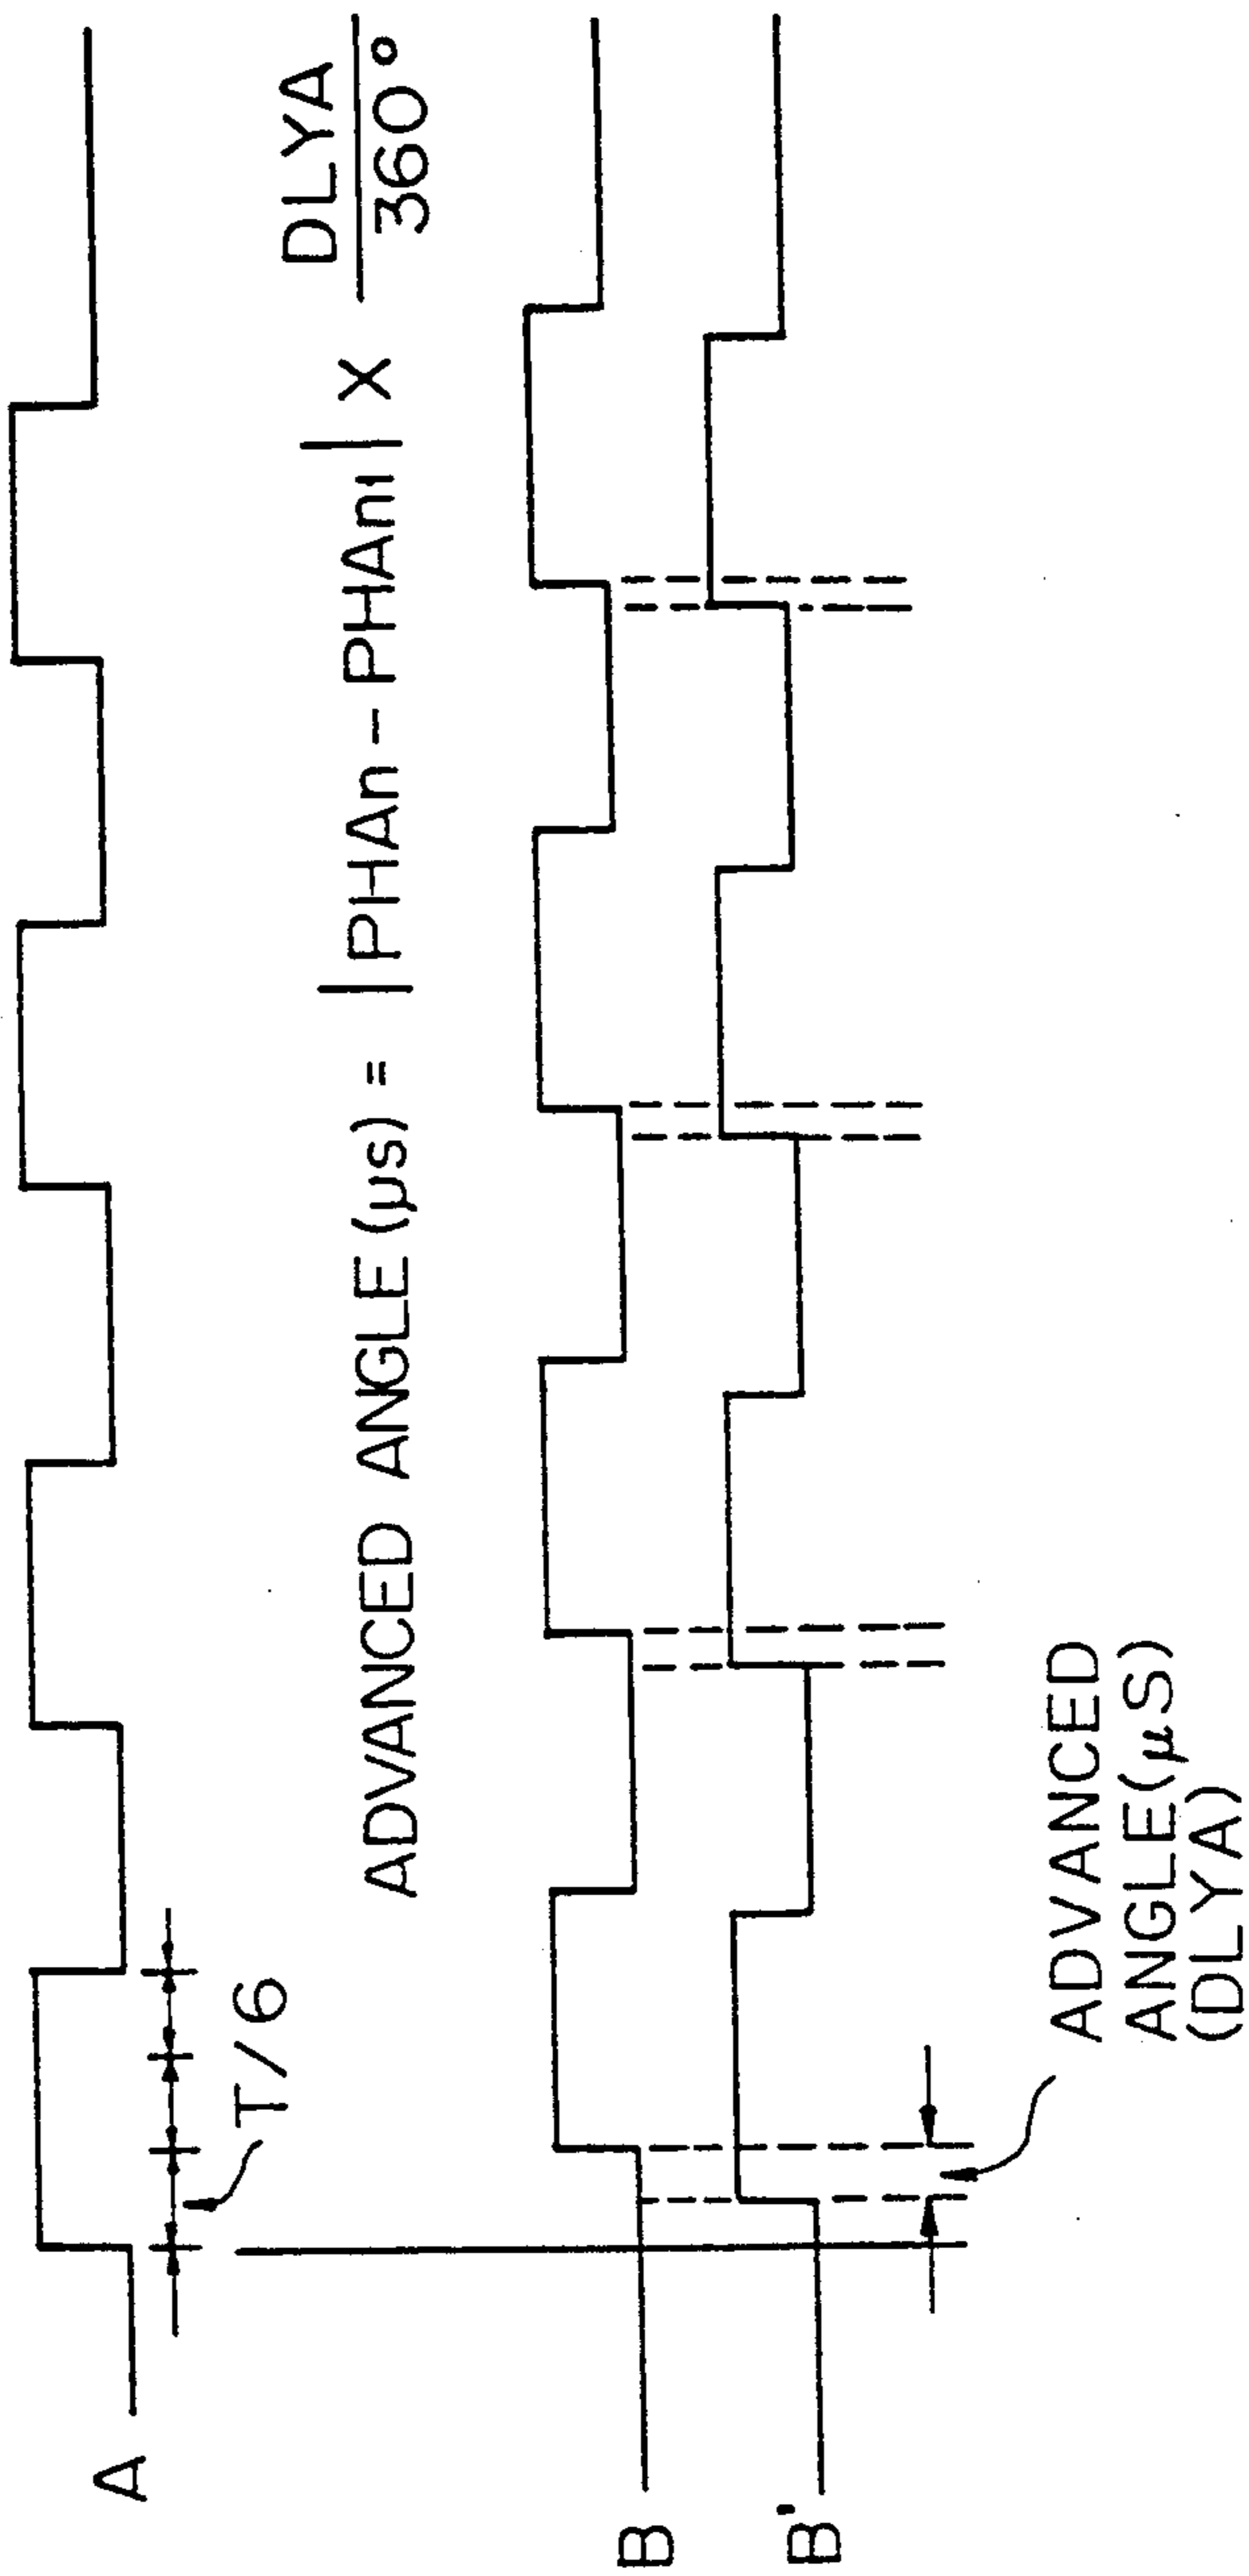 A
T/6
ADVANCED ANGLE (μs) = |PHAn-PHAn1| X DLYA/360°
B
B'
ADVANCED
ANGLE(μS)
(DLYA)